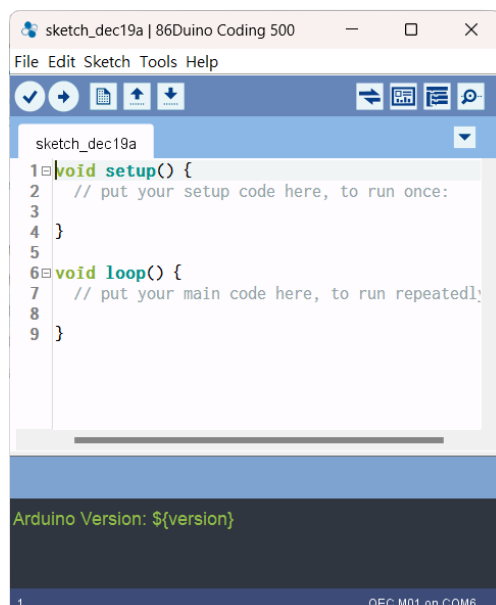 sketch_dec19a | 86Duino Coding 500
File Edit Sketch Tools Help
sketch_dec19a
1 void setup() {
2 // put your setup code here, to run once:
3
4 }
5
6 void loop() {
7 // put your main code here, to run repeatedly
8
9 }
Arduino Version: ${version}
1 QEC M01 on COM6